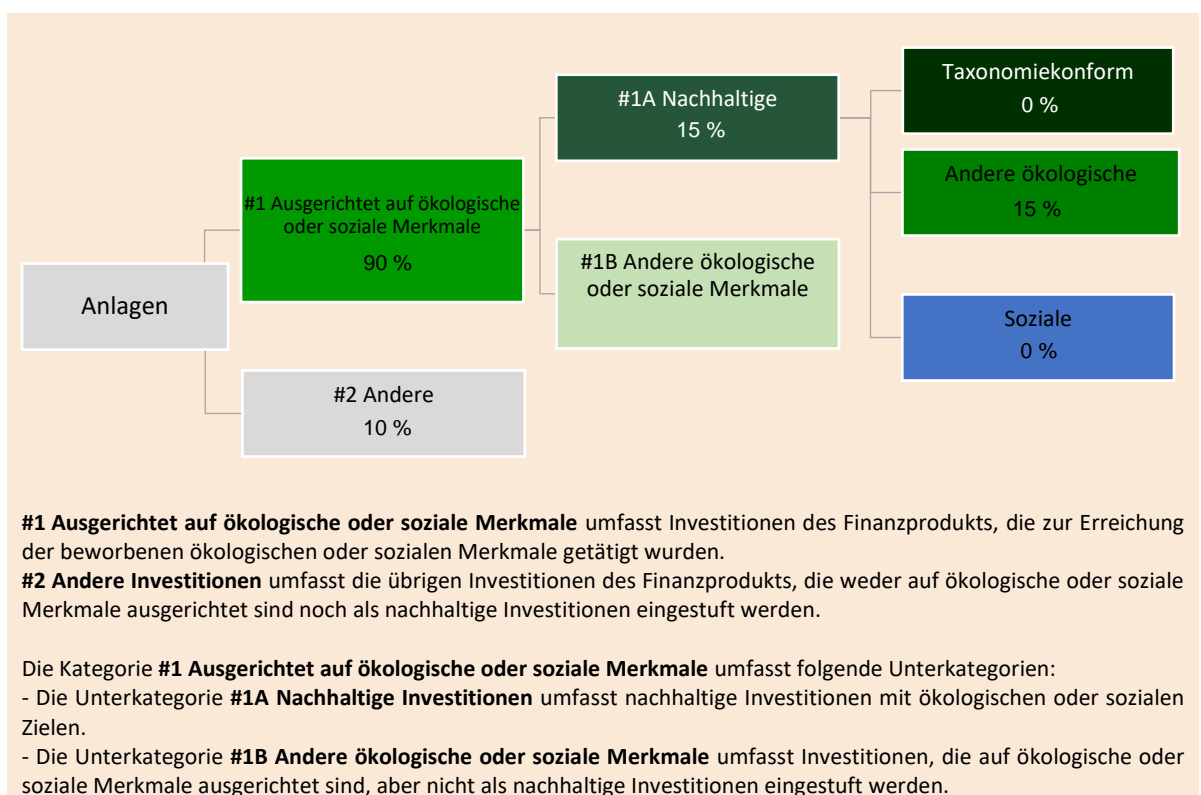 Anlagen
#1 Ausgerichtet auf ökologische
oder soziale Merkmale
90 %
#2 Andere
10 %
#1A Nachhaltige
15 %
#1B Andere ökologische
oder soziale Merkmale
Taxonomiekonform
0 %
Andere ökologische
15 %
Soziale
0 %
#1 Ausgerichtet auf ökologische oder soziale Merkmale umfasst Investitionen des Finanzprodukts, die zur Erreichung
der beworbenen ökologischen oder sozialen Merkmale getätigt wurden.
#2 Andere Investitionen umfasst die übrigen Investitionen des Finanzprodukts, die weder auf ökologische oder soziale
Merkmale ausgerichtet sind noch als nachhaltige Investitionen eingestuft werden.
Die Kategorie #1 Ausgerichtet auf ökologische oder soziale Merkmale umfasst folgende Unterkategorien:
- Die Unterkategorie #1A Nachhaltige Investitionen umfasst nachhaltige Investitionen mit ökologischen oder sozialen
Zielen.
- Die Unterkategorie #1B Andere ökologische oder soziale Merkmale umfasst Investitionen, die auf ökologische oder
soziale Merkmale ausgerichtet sind, aber nicht als nachhaltige Investitionen eingestuft werden.